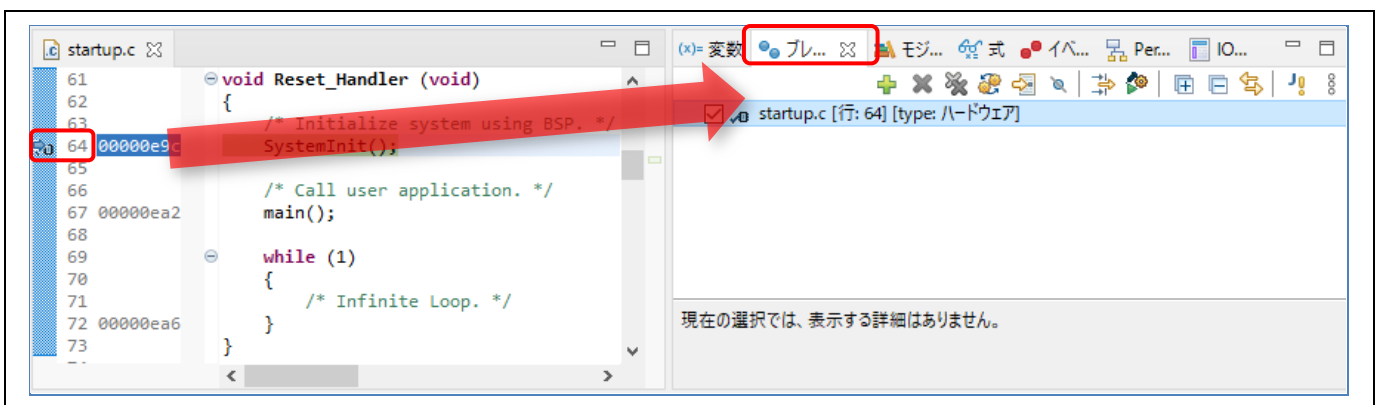 startup.c
61 void Reset_Handler (void)
62 {
63 /* Initialize system using BSP. */
64 00000e9c SystemInit();
65
66 /* Call user application. */
67 00000ea2 main();
68
69 while (1)
70 {
71 /* Infinite Loop. */
72 00000ea6 }
73 }
(x)= 変数 ブレ... モジ... 式 イベ... Per... IO...
startup.c [行: 64] [type: ハードウェア]
現在の選択では、表示する詳細はありません。